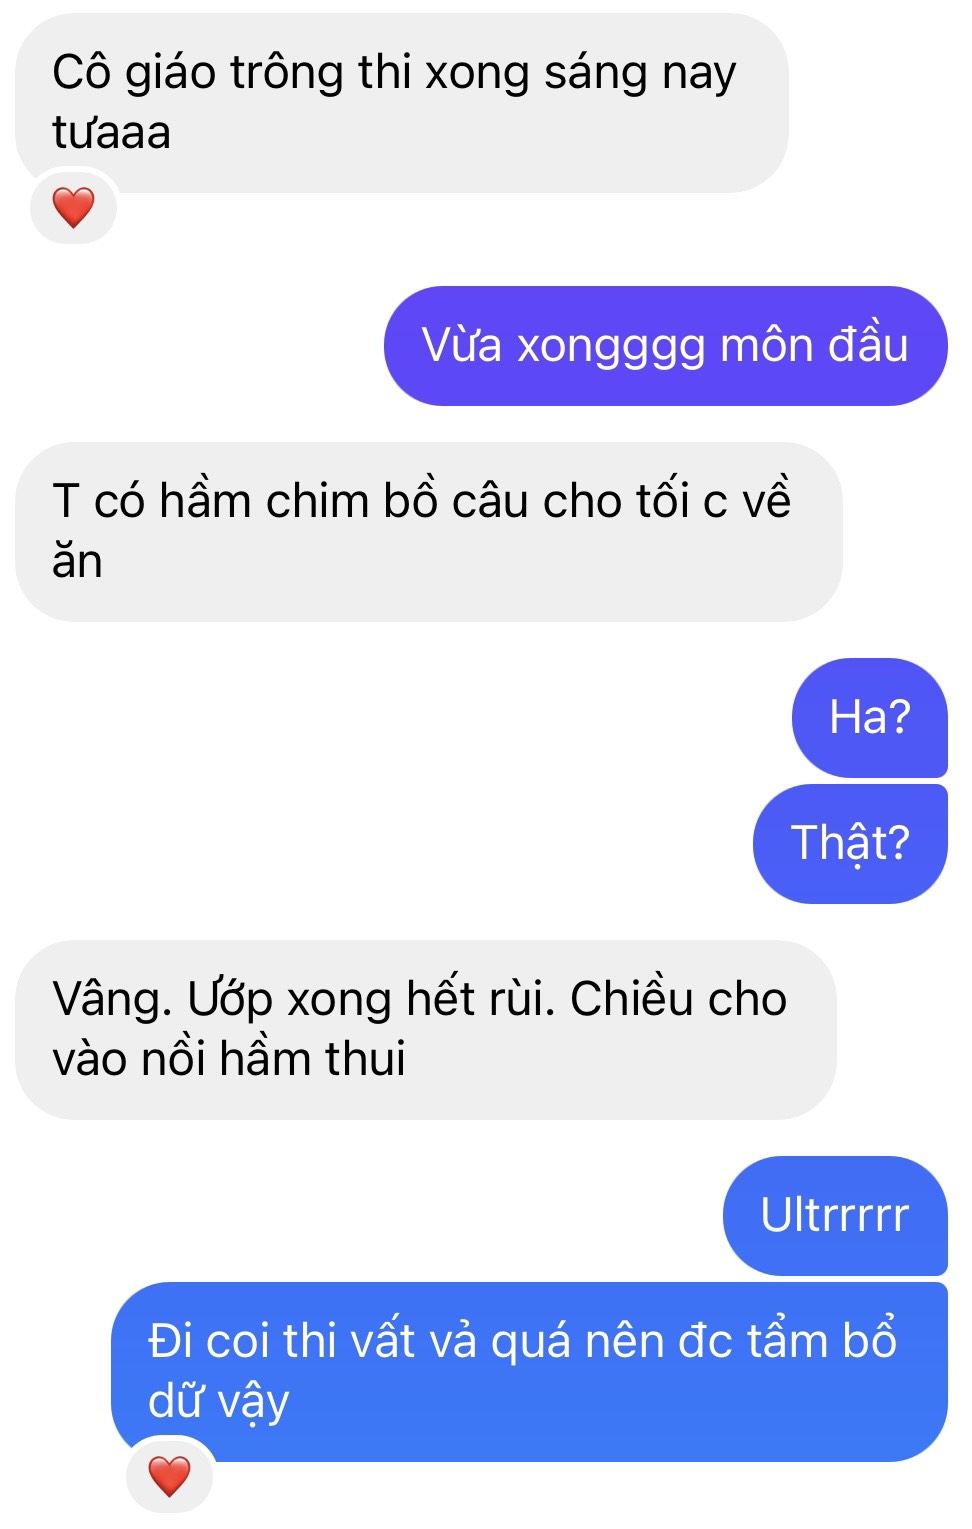 Cô giáo trông thi xong sáng nay
tưaaa
❤️
Vừa xongggg môn đầu
T có hầm chim bồ câu cho tối c về
ăn
Ha?
Thật?
Vâng. Ướp xong hết rùi. Chiều cho
vào nồi hầm thui
Ultrrrrr
Đi coi thi vất vả quá nên đc tẩm bổ
dữ vậy
❤️